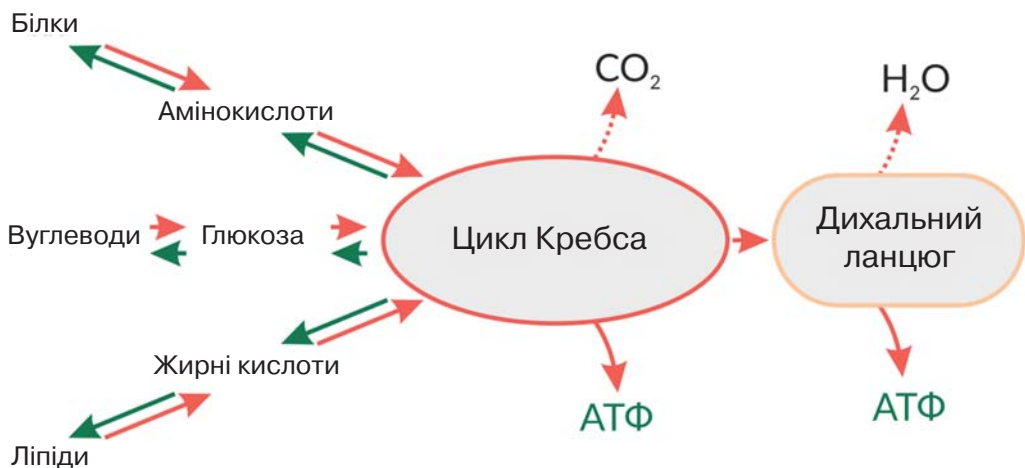 Білки
Амінокислоти
Вуглеводи
Глюкоза
Жирні кислоти
Ліпіди
CO₂
Цикл Кребса
АТФ
H₂O
Дихальний
ланцюг
АТФ